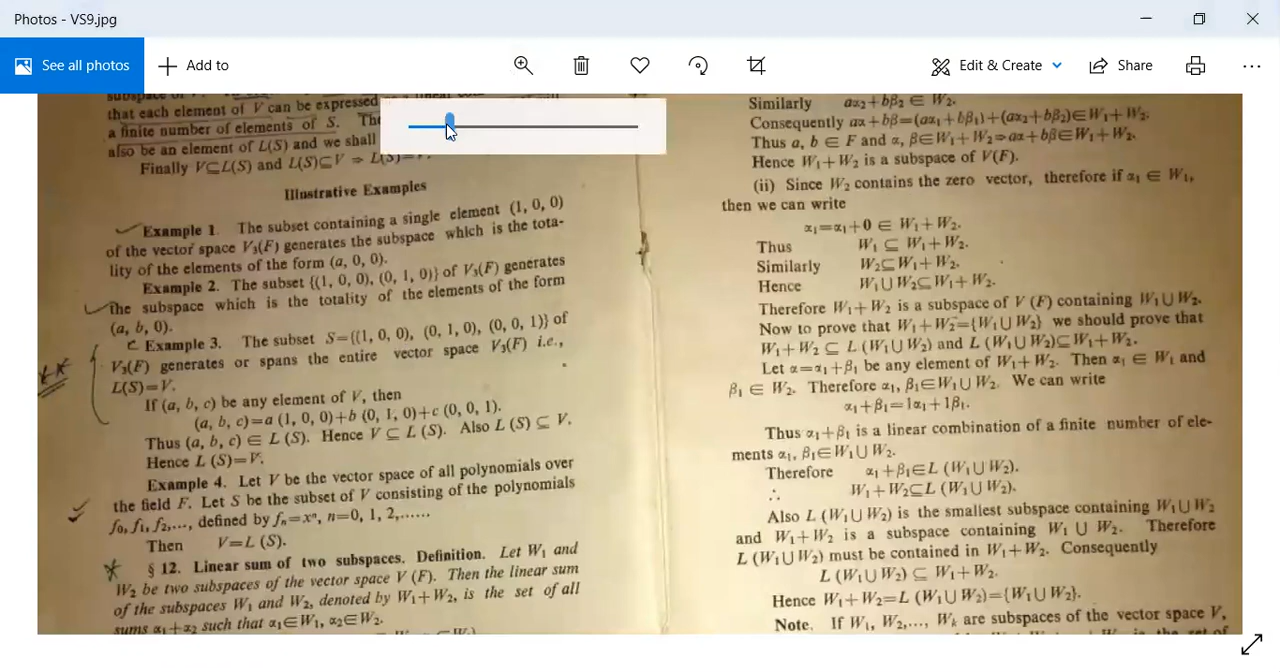 Photos - VS9.jpg
See all photos
Add to
Edit & Create
Share
that each element of V can be expressed
a finite number of elements of S.
also be an element of L(S) and we shall
Finally V⊆L(S) and L(S)⊆V ⇒ L(S)=V.
Illustrative Examples
Example 1. The subset containing a single element (1, 0, 0)
of the vector space V₃(F) generates the subspace which is the tota-
lity of the elements of the form (a, 0, 0).
Example 2. The subset {(1, 0, 0), (0, 1, 0)} of V₃(F) generates
the subspace which is the totality of the elements of the form
(a, b, 0).
Example 3. The subset S={(1, 0, 0), (0, 1, 0), (0, 0, 1)} of
V₃(F) generates or spans the entire vector space V₃(F) i.e.,
L(S)=V.
If (a, b, c) be any element of V, then
(a, b, c)=a (1, 0, 0)+b (0, 1, 0)+c (0, 0, 1).
Thus (a, b, c) ∈ L (S). Hence V ⊆ L (S). Also L (S) ⊆ V.
Hence L (S)=V.
Example 4. Let V be the vector space of all polynomials over
the field F. Let S be the subset of V consisting of the polynomials
f₀, f₁, f₂,..., defined by fₙ=xⁿ, n=0, 1, 2,......
Then V=L (S).
§ 12. Linear sum of two subspaces. Definition. Let W₁ and
W₂ be two subspaces of the vector space V (F). Then the linear sum
of the subspaces W₁ and W₂, denoted by W₁+W₂, is the set of all
sums α₁+α₂ such that α₁∈W₁, α₂∈W₂.
Similarly aα₂+bβ₂ ∈ W₂.
Consequently aα+bβ=(aα₁+bβ₁)+(aα₂+bβ₂)∈W₁+W₂.
Thus a, b ∈ F and α, β∈W₁+W₂⇒aα+bβ∈W₁+W₂.
Hence W₁+W₂ is a subspace of V(F).
(ii) Since W₂ contains the zero vector, therefore if α₁ ∈ W₁,
then we can write
α₁=α₁+0 ∈ W₁+W₂.
Thus W₁ ⊆ W₁+W₂.
Similarly W₂⊆W₁+W₂.
Hence W₁∪W₂⊆W₁+W₂.
Therefore W₁+W₂ is a subspace of V (F) containing W₁∪W₂.
Now to prove that W₁+W₂={W₁∪W₂} we should prove that
W₁+W₂ ⊆ L (W₁∪W₂) and L (W₁∪W₂)⊆W₁+W₂.
Let α=α₁+β₁ be any element of W₁+W₂. Then α₁ ∈ W₁ and
β₁ ∈ W₂. Therefore α₁, β₁∈W₁∪W₂. We can write
α₁+β₁=1α₁+1β₁.
Thus α₁+β₁ is a linear combination of a finite number of ele-
ments α₁, β₁∈W₁∪W₂.
Therefore α₁+β₁∈L (W₁∪W₂).
∴ W₁+W₂⊆L (W₁∪W₂).
Also L (W₁∪W₂) is the smallest subspace containing W₁∪W₂
and W₁+W₂ is a subspace containing W₁ ∪ W₂. Therefore
L (W₁∪W₂) must be contained in W₁+W₂. Consequently
L (W₁∪W₂) ⊆ W₁+W₂.
Hence W₁+W₂=L (W₁∪W₂)={W₁∪W₂}.
Note. If W₁, W₂,..., Wₖ are subspaces of the vector space V,